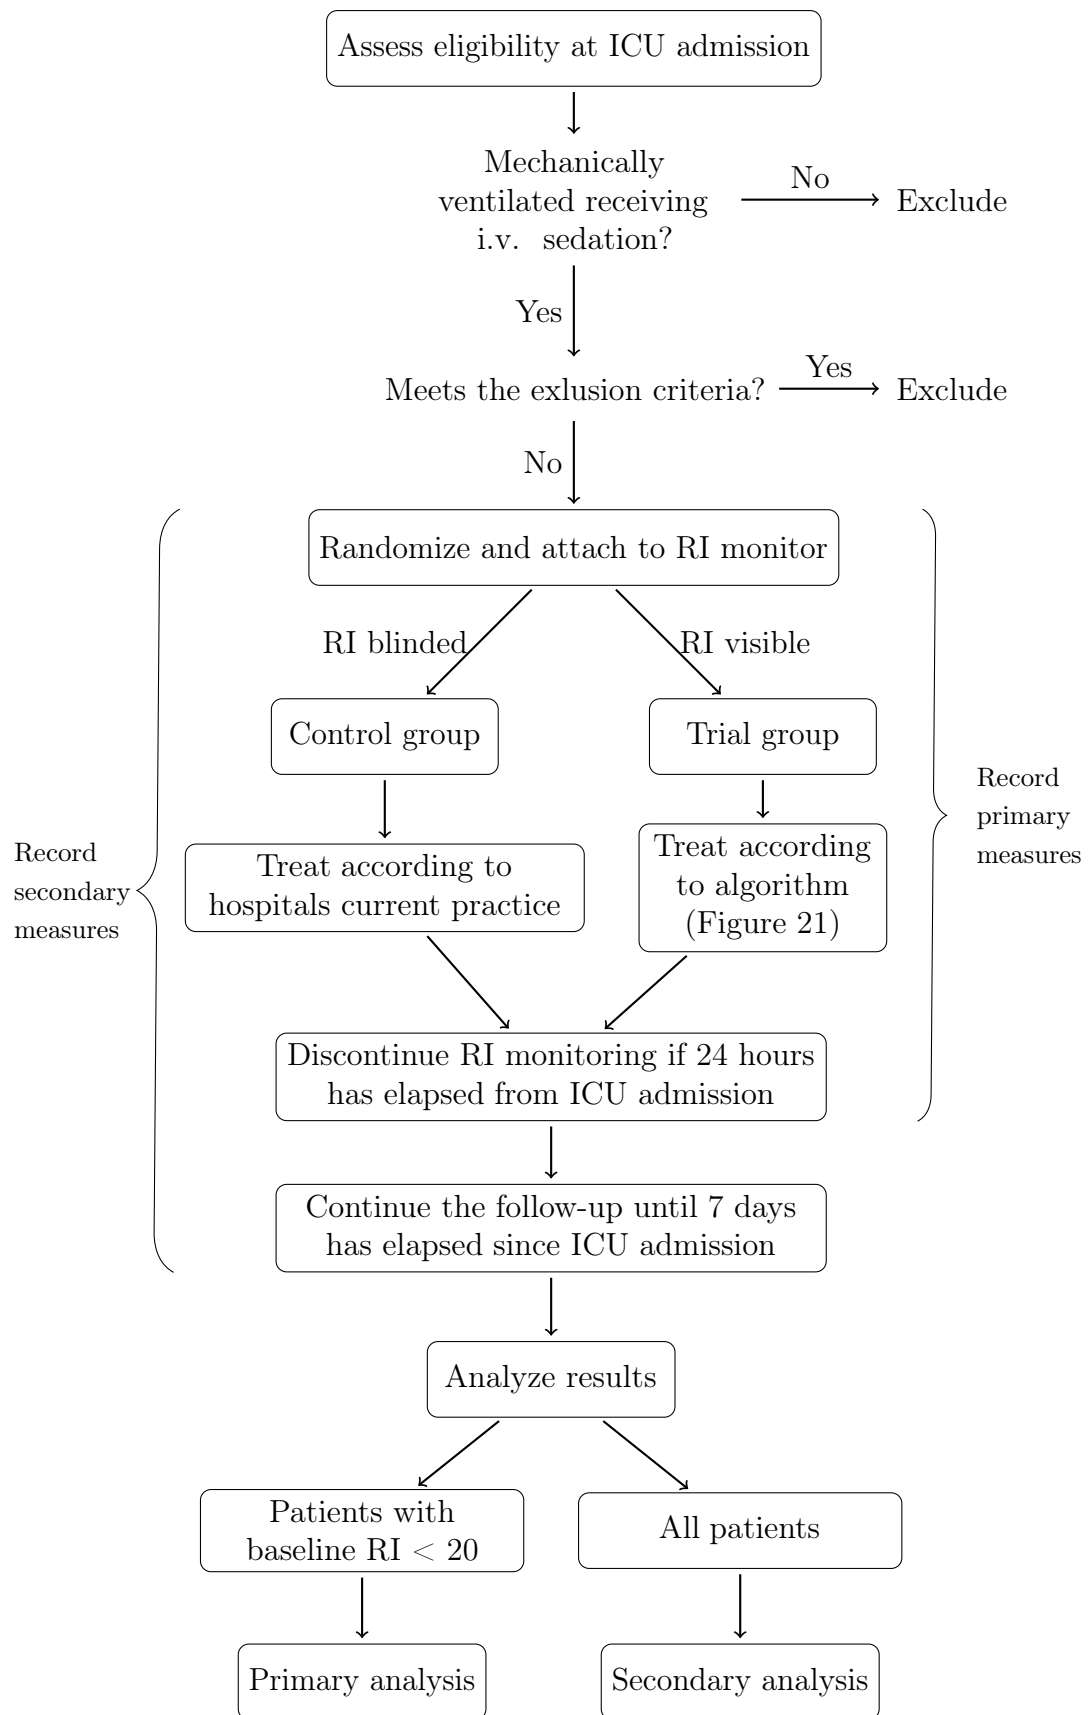 Assess eligibility at ICU admission
Mechanically
ventilated receiving
i.v. sedation?
No
Exclude
Yes
Meets the exlusion criteria?
Yes
Exclude
No
Randomize and attach to RI monitor
RI blinded
RI visible
Control group
Trial group
Record
primary
measures
Record
secondary
measures
Treat according to
hospitals current practice
Treat according
to algorithm
(Figure 21)
Discontinue RI monitoring if 24 hours
has elapsed from ICU admission
Continue the follow-up until 7 days
has elapsed since ICU admission
Analyze results
Patients with
baseline RI < 20
All patients
Primary analysis
Secondary analysis